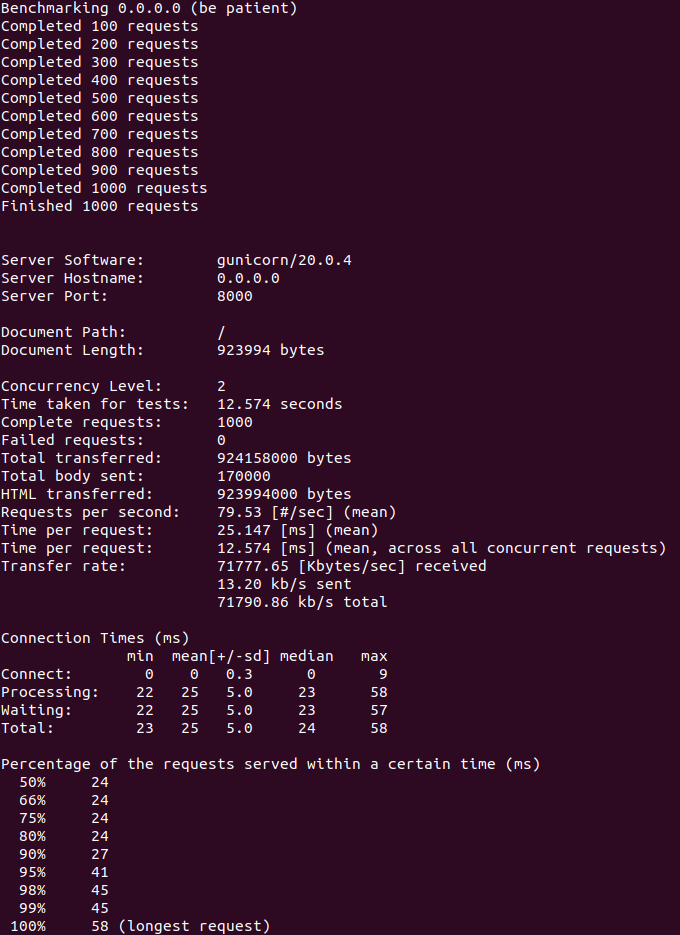 Benchmarking 0.0.0.0 (be patient)
Completed 100 requests
Completed 200 requests
Completed 300 requests
Completed 400 requests
Completed 500 requests
Completed 600 requests
Completed 700 requests
Completed 800 requests
Completed 900 requests
Completed 1000 requests
Finished 1000 requests


Server Software:        gunicorn/20.0.4
Server Hostname:        0.0.0.0
Server Port:            8000

Document Path:          /
Document Length:        923994 bytes

Concurrency Level:      2
Time taken for tests:   12.574 seconds
Complete requests:      1000
Failed requests:        0
Total transferred:      924158000 bytes
Total body sent:        170000
HTML transferred:       923994000 bytes
Requests per second:    79.53 [#/sec] (mean)
Time per request:       25.147 [ms] (mean)
Time per request:       12.574 [ms] (mean, across all concurrent requests)
Transfer rate:          71777.65 [Kbytes/sec] received
                        13.20 kb/s sent
                        71790.86 kb/s total

Connection Times (ms)
              min  mean[+/-sd] median   max
Connect:        0    0   0.3      0       9
Processing:    22   25   5.0     23      58
Waiting:       22   25   5.0     23      57
Total:         23   25   5.0     24      58

Percentage of the requests served within a certain time (ms)
  50%     24
  66%     24
  75%     24
  80%     24
  90%     27
  95%     41
  98%     45
  99%     45
 100%     58 (longest request)